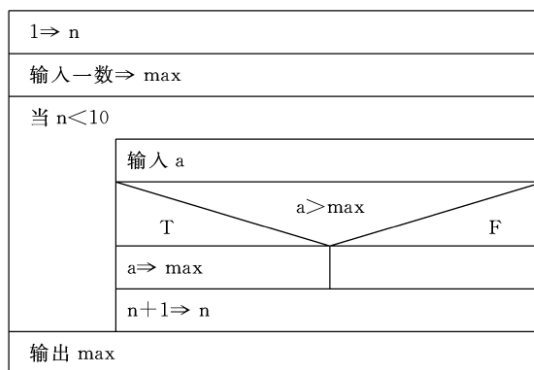 1⇒ n
输入一数⇒ max
当 n<10
输入 a
a>max
T
F
a⇒ max
n+1⇒ n
输出 max